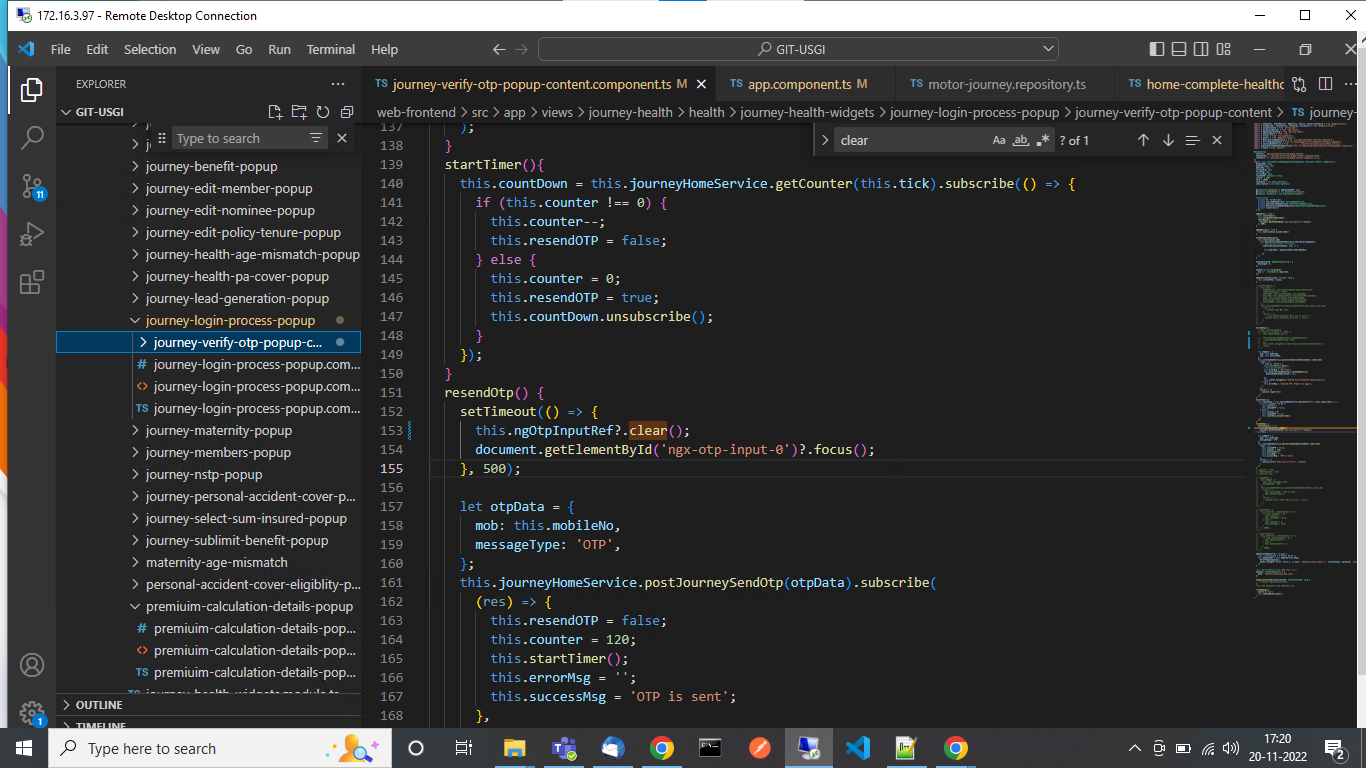 172.16.3.97 - Remote Desktop Connection
File Edit Selection View Go Run Terminal Help
GIT-USGI
EXPLORER
journey-verify-otp-popup-content.component.ts M
app.component.ts M
motor-journey.repository.ts
home-complete-healthc
GIT-USGI
web-frontend > src > app > views > journey-health > health > journey-health-widgets > journey-login-process-popup > journey-verify-otp-popup-content > TS journey-
Type to search
clear
Aa ab ? of 1
journey-benefit-popup
journey-edit-member-popup
journey-edit-nominee-popup
journey-edit-policy-tenure-popup
journey-health-age-mismatch-popup
journey-health-pa-cover-popup
journey-lead-generation-popup
journey-login-process-popup
journey-verify-otp-popup-c...
# journey-login-process-popup.com...
<> journey-login-process-popup.com...
TS journey-login-process-popup.com...
journey-maternity-popup
journey-members-popup
journey-nstp-popup
journey-personal-accident-cover-p...
journey-select-sum-insured-popup
journey-sublimit-benefit-popup
maternity-age-mismatch
personal-accident-cover-eligiblity-p...
premiuim-calculation-details-popup
# premiuim-calculation-details-pop...
<> premiuim-calculation-details-pop...
TS premiuim-calculation-details-pop...
OUTLINE
TIMELINE
11
1
137 );
138 }
139 startTimer(){
140 this.countDown = this.journeyHomeService.getCounter(this.tick).subscribe(() => {
141 if (this.counter !== 0) {
142 this.counter--;
143 this.resendOTP = false;
144 } else {
145 this.counter = 0;
146 this.resendOTP = true;
147 this.countDown.unsubscribe();
148 }
149 });
150 }
151 resendOtp() {
152 setTimeout(() => {
153 this.ngOtpInputRef?.clear();
154 document.getElementById('ngx-otp-input-0')?.focus();
155 }, 500);
156
157 let otpData = {
158 mob: this.mobileNo,
159 messageType: 'OTP',
160 };
161 this.journeyHomeService.postJourneySendOtp(otpData).subscribe(
162 (res) => {
163 this.resendOTP = false;
164 this.counter = 120;
165 this.startTimer();
166 this.errorMsg = '';
167 this.successMsg = 'OTP is sent';
168 },
Type here to search
17:20
20-11-2022
2